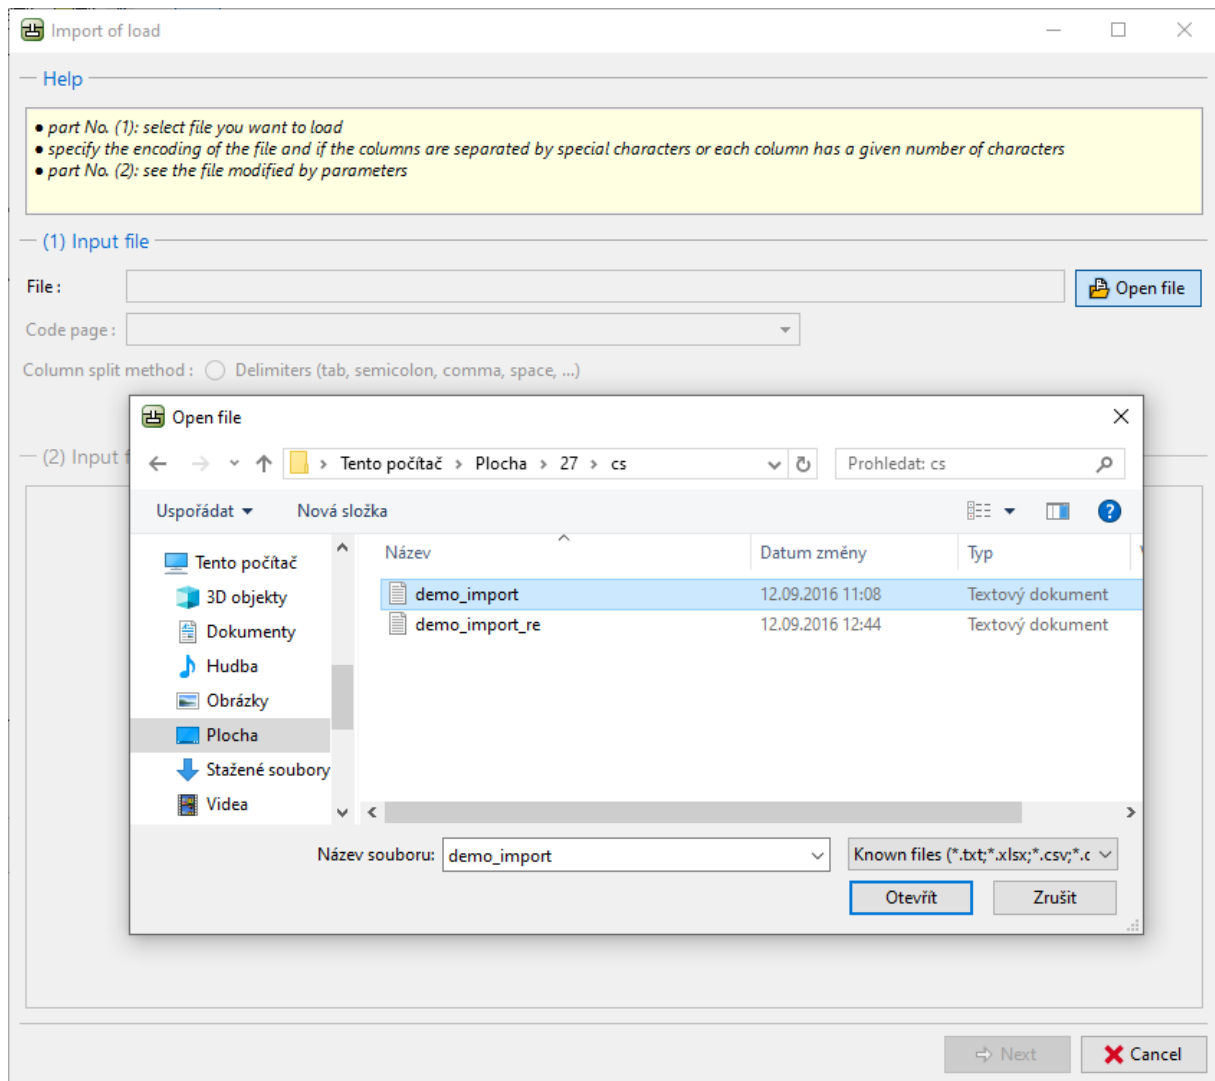 Import of load
Help
• part No. (1): select file you want to load
• specify the encoding of the file and if the columns are separated by special characters or each column has a given number of characters
• part No. (2): see the file modified by parameters
(1) Input file
File :
Open file
Code page :
Column split method : Delimiters (tab, semicolon, comma, space, ...)
(2) Input f
Open file
Tento počítač › Plocha › 27 › cs
Prohledat: cs
Uspořádat
Nová složka
Tento počítač
3D objekty
Dokumenty
Hudba
Obrázky
Plocha
Stažené soubory
Videa
Název Datum změny Typ
demo_import 12.09.2016 11:08 Textový dokument
demo_import_re 12.09.2016 12:44 Textový dokument
Název souboru: demo_import
Known files (*.txt;*.xlsx;*.csv;*.c
Otevřít
Zrušit
Next
Cancel